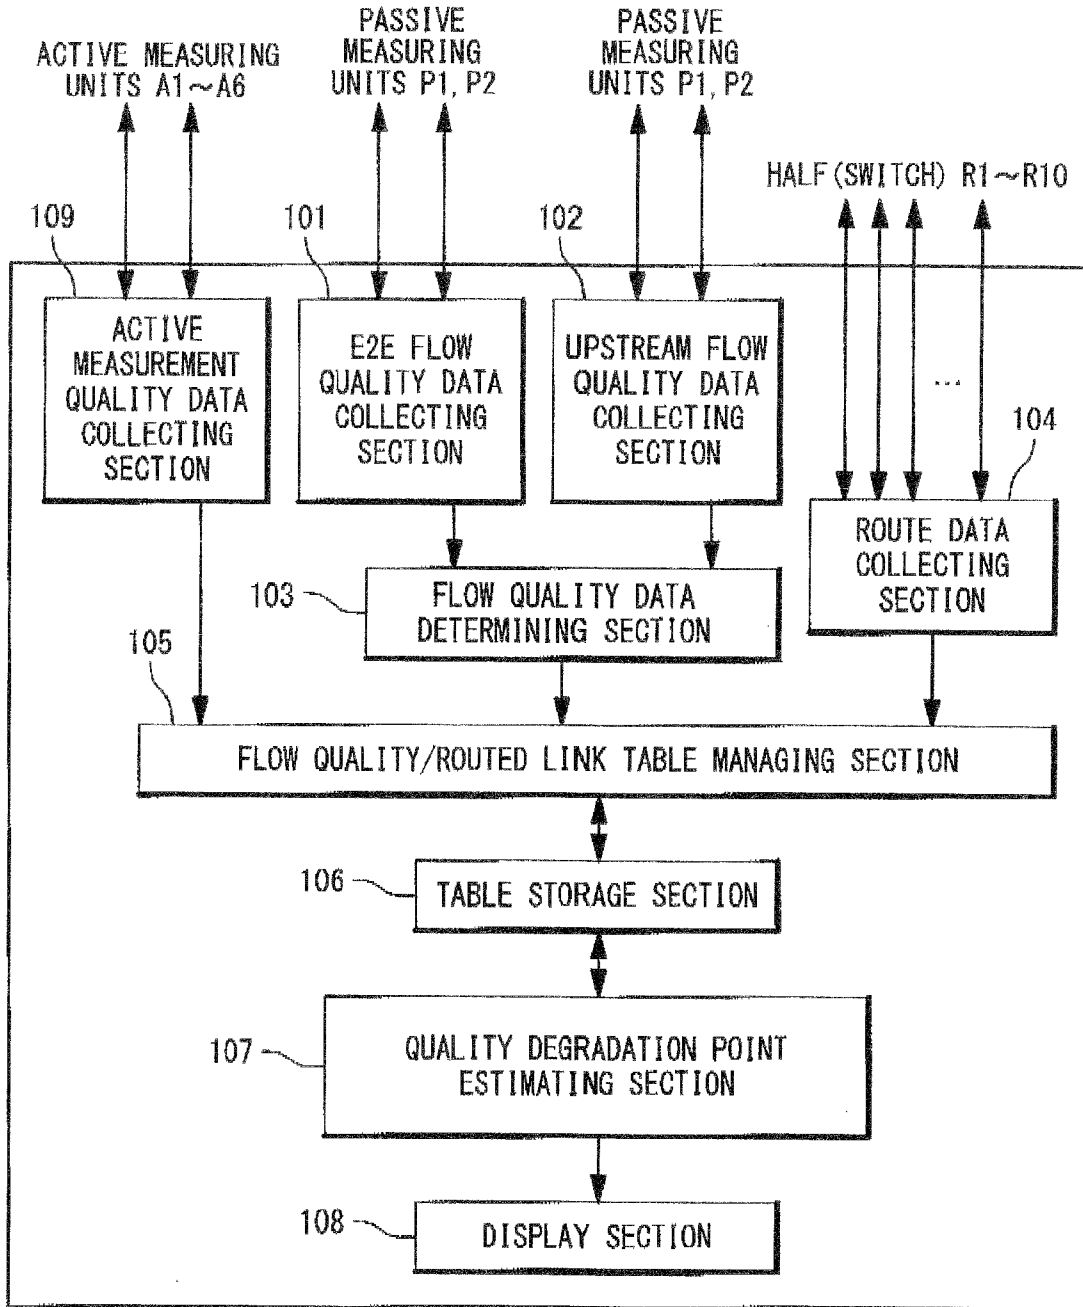 ACTIVE MEASURING
UNITS A1~A6
PASSIVE
MEASURING
UNITS P1, P2
PASSIVE
MEASURING
UNITS P1, P2
HALF(SWITCH) R1~R10
109
101
102
104
ACTIVE
MEASUREMENT
QUALITY DATA
COLLECTING
SECTION
E2E FLOW
QUALITY DATA
COLLECTING
SECTION
UPSTREAM FLOW
QUALITY DATA
COLLECTING
SECTION
...
ROUTE DATA
COLLECTING
SECTION
103
FLOW QUALITY DATA
DETERMINING SECTION
105
FLOW QUALITY/ROUTED LINK TABLE MANAGING SECTION
106
TABLE STORAGE SECTION
107
QUALITY DEGRADATION POINT
ESTIMATING SECTION
108
DISPLAY SECTION